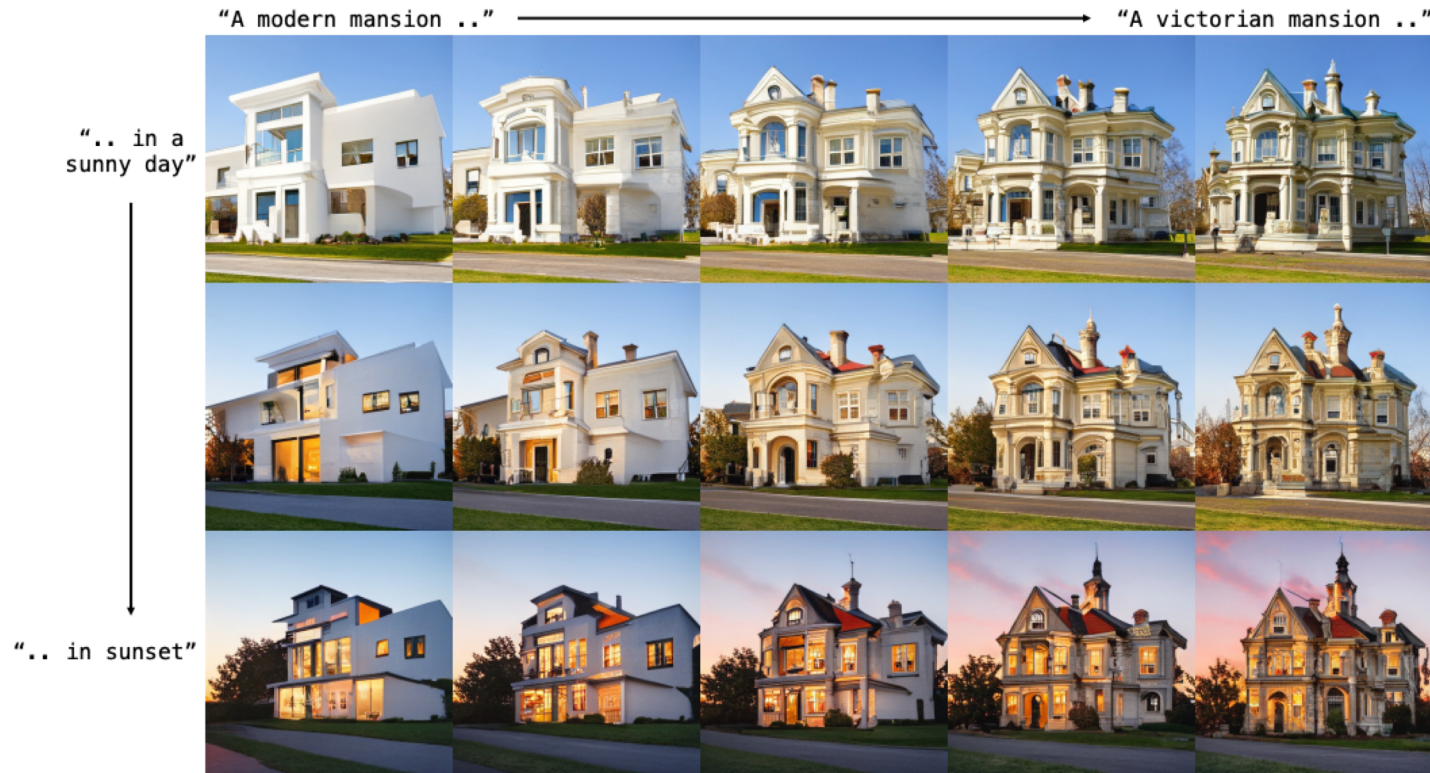 “A modern mansion ..”
“A victorian mansion ..”
“.. in a
sunny day”
“.. in sunset”